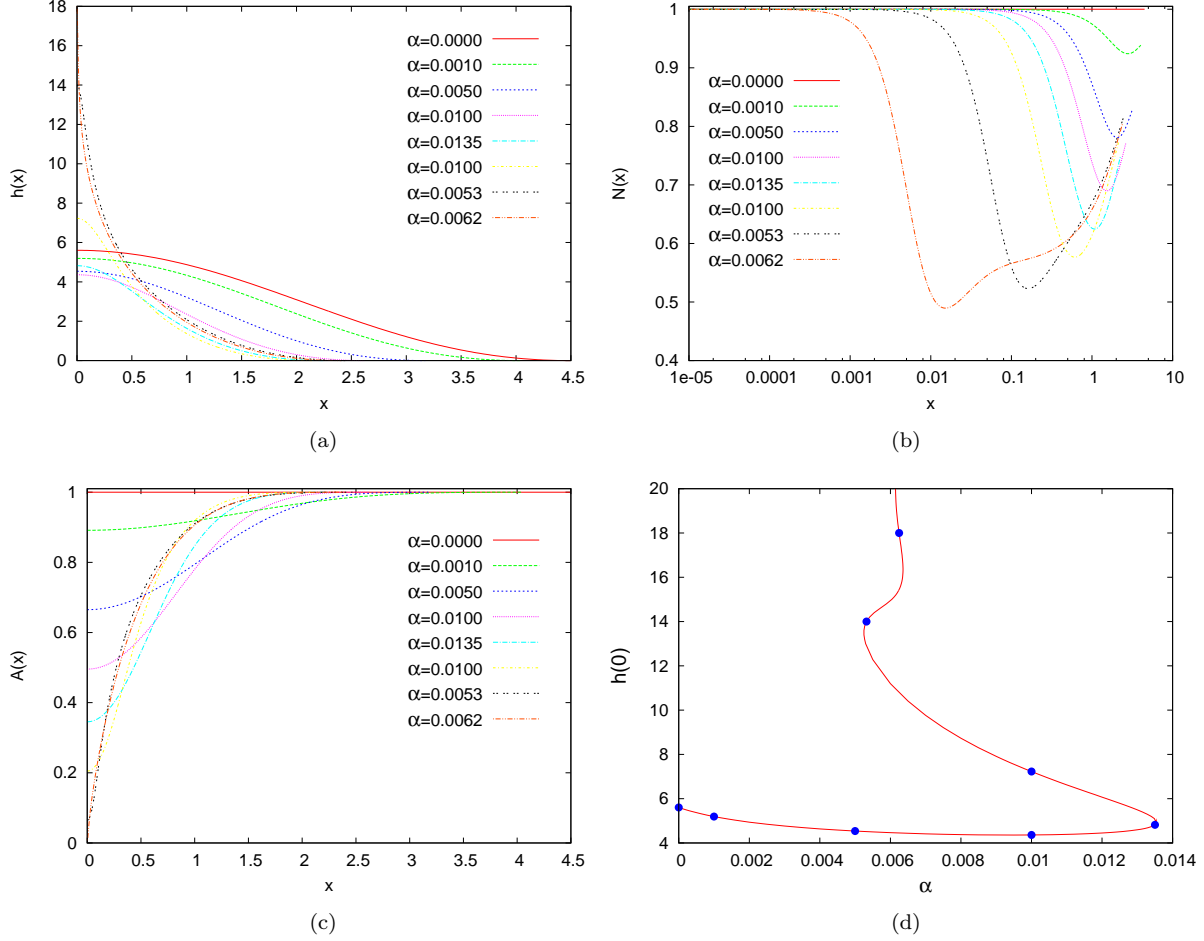 18
16
14
12
10
8
6
4
2
0
h(x)
0
0.5
1
1.5
2
2.5
3
3.5
4
4.5
x
α=0.0000
α=0.0010
α=0.0050
α=0.0100
α=0.0135
α=0.0100
α=0.0053
α=0.0062
(a)
1
0.9
0.8
0.7
0.6
0.5
0.4
N(x)
1e-05
0.0001
0.001
0.01
0.1
1
10
x
α=0.0000
α=0.0010
α=0.0050
α=0.0100
α=0.0135
α=0.0100
α=0.0053
α=0.0062
(b)
1
0.8
0.6
0.4
0.2
0
A(x)
0
0.5
1
1.5
2
2.5
3
3.5
4
4.5
x
α=0.0000
α=0.0010
α=0.0050
α=0.0100
α=0.0135
α=0.0100
α=0.0053
α=0.0062
(c)
20
18
16
14
12
10
8
6
4
h(0)
0
0.002
0.004
0.006
0.008
0.01
0.012
0.014
α
(d)